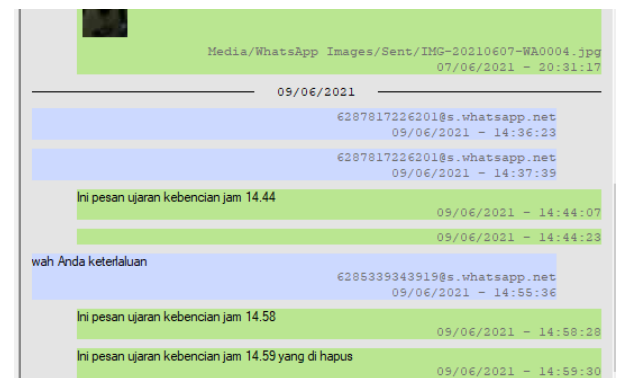 Media/WhatsApp Images/Sent/IMG-20210607-WA0004.jpg
07/06/2021 - 20:31:17
09/06/2021
6287817226201@s.whatsapp.net
09/06/2021 - 14:36:23
6287817226201@s.whatsapp.net
09/06/2021 - 14:37:39
Ini pesan ujaran kebencian jam 14.44
09/06/2021 - 14:44:07
09/06/2021 - 14:44:23
wah Anda keterlaluan
6285339343919@s.whatsapp.net
09/06/2021 - 14:55:36
Ini pesan ujaran kebencian jam 14.58
09/06/2021 - 14:58:28
Ini pesan ujaran kebencian jam 14.59 yang di hapus
09/06/2021 - 14:59:30